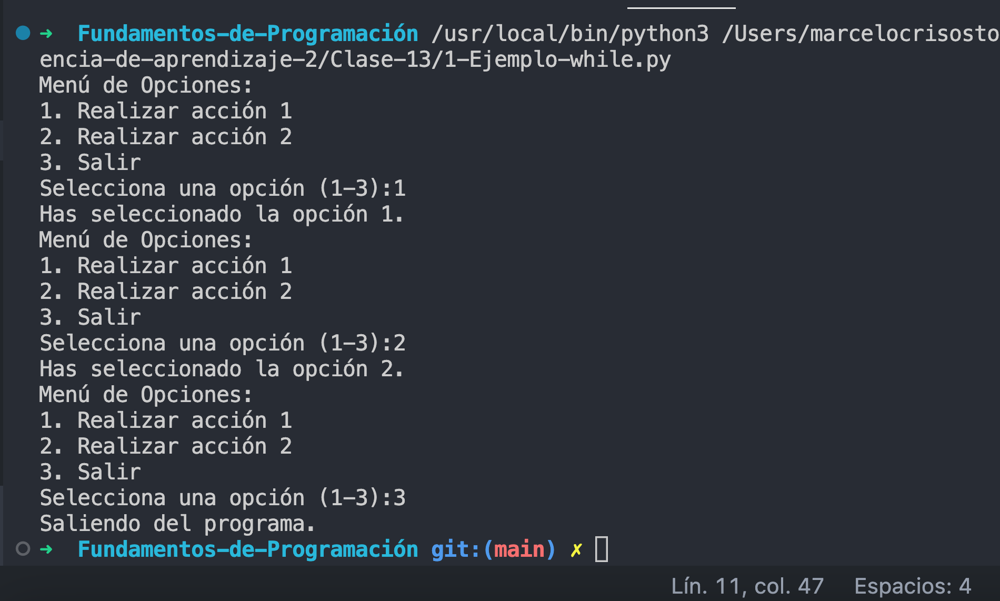 ➜ Fundamentos-de-Programación /usr/local/bin/python3 /Users/marcelocrisosto
encia-de-aprendizaje-2/Clase-13/1-Ejemplo-while.py
Menú de Opciones:
1. Realizar acción 1
2. Realizar acción 2
3. Salir
Selecciona una opción (1-3):1
Has seleccionado la opción 1.
Menú de Opciones:
1. Realizar acción 1
2. Realizar acción 2
3. Salir
Selecciona una opción (1-3):2
Has seleccionado la opción 2.
Menú de Opciones:
1. Realizar acción 1
2. Realizar acción 2
3. Salir
Selecciona una opción (1-3):3
Saliendo del programa.
➜ Fundamentos-de-Programación git:(main) ✗
Lín. 11, col. 47 Espacios: 4